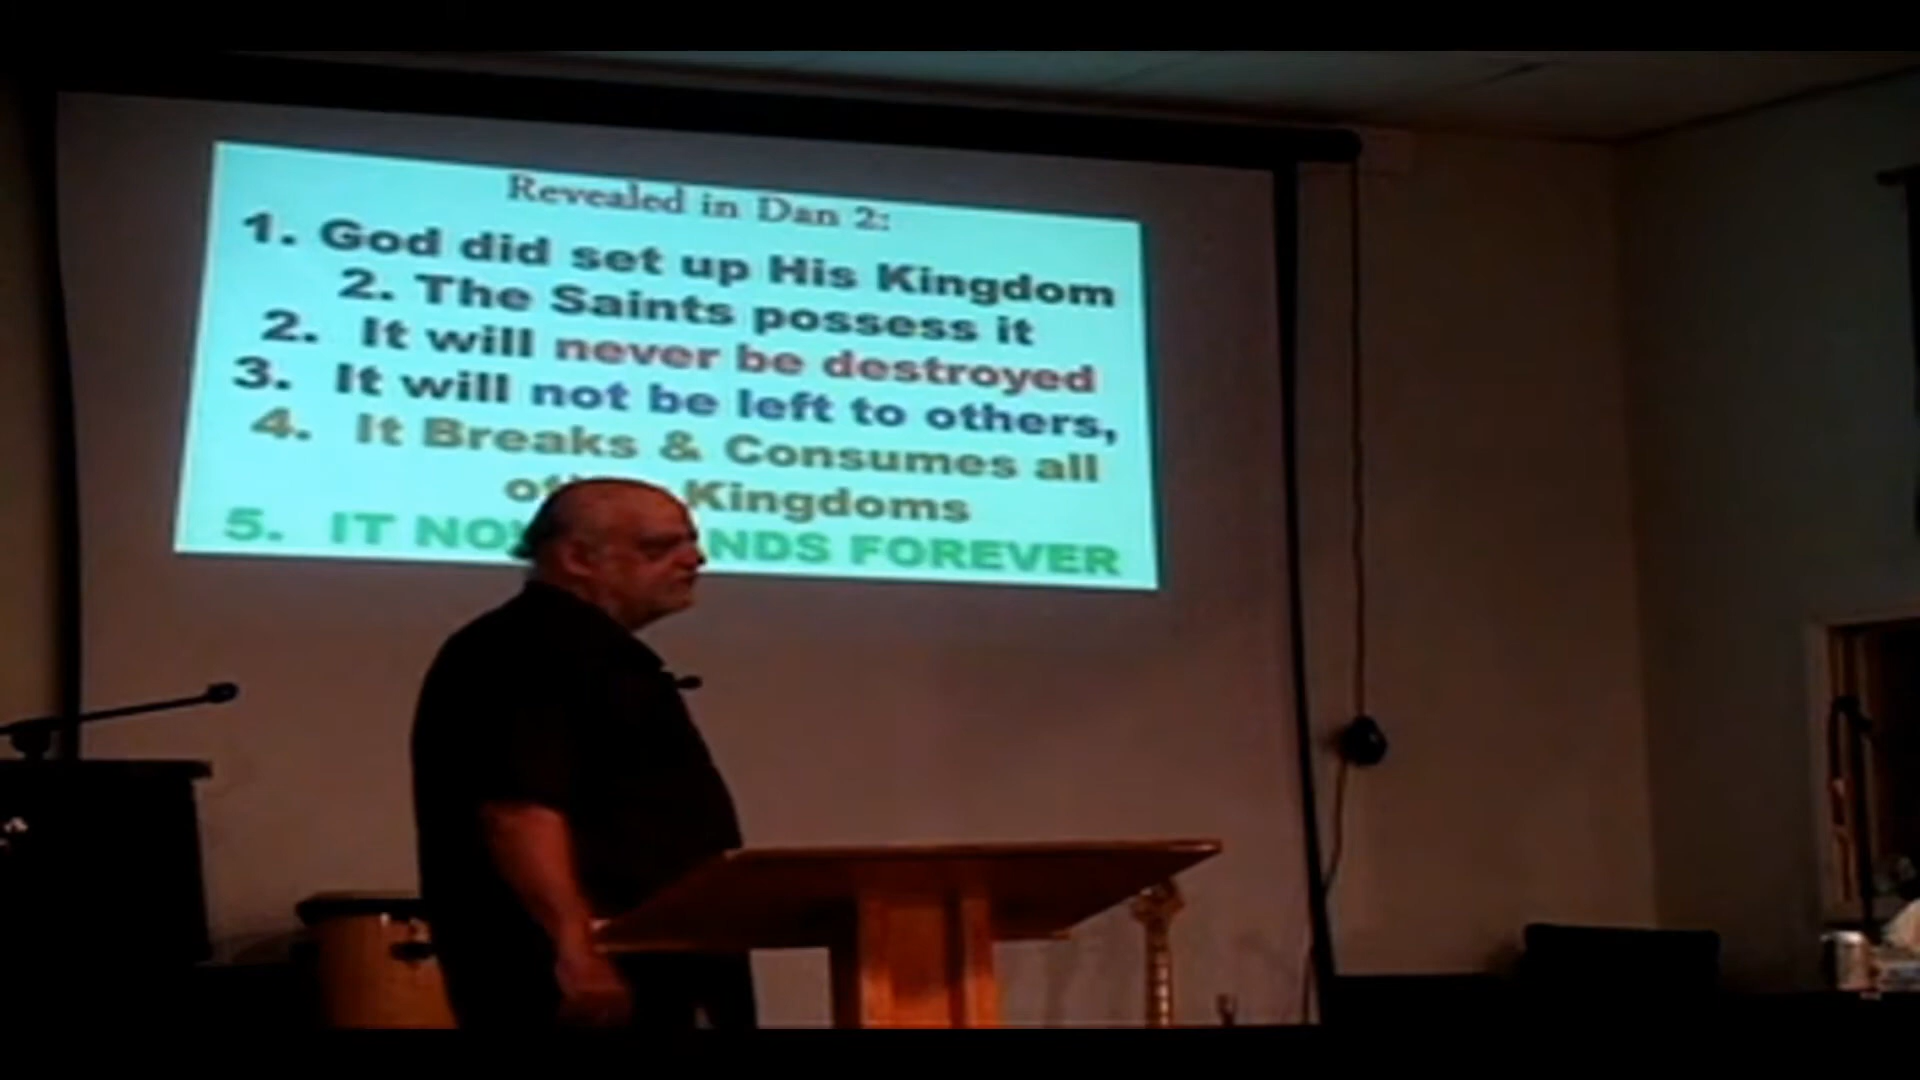 Revealed in Dan 2:
1. God did set up His Kingdom
2. The Saints possess it
2. It will never be destroyed
3. It will not be left to others,
4. It Breaks & Consumes all
Kingdoms
5. IT FOREVER